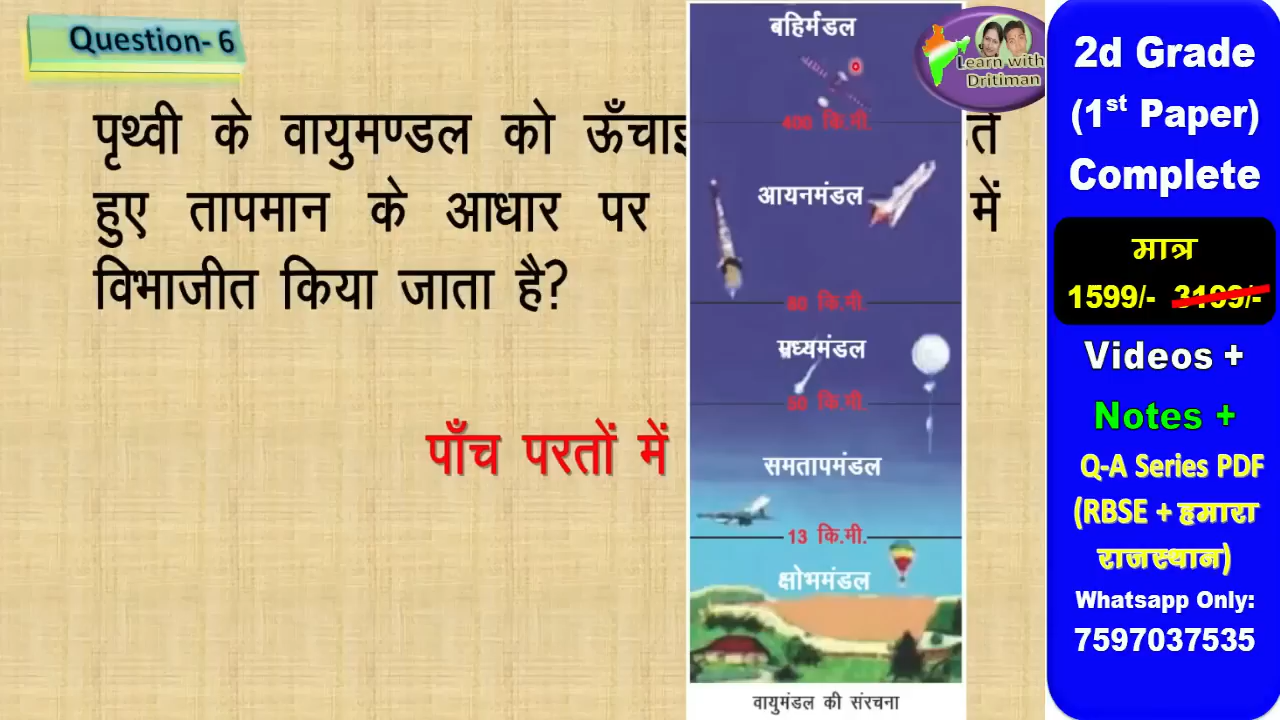 Question- 6
पृथ्वी के वायुमण्डल को
हुए तापमान के आधार पर में
विभाजीत किया जाता है?
पाँच परतों में
बहिर्मंडल
400 कि.मी.
आयनमंडल
80 कि.मी.
मध्यमंडल
50 कि.मी.
समतापमंडल
13 कि.मी.
क्षोभमंडल
वायुमंडल की संरचना
Learn with
Dritiman
2d Grade
(1st Paper)
Complete
मात्र
1599/- 3199/-
Videos +
Notes +
Q-A Series PDF
(RBSE + हमारा
राजस्थान)
Whatsapp Only:
7597037535